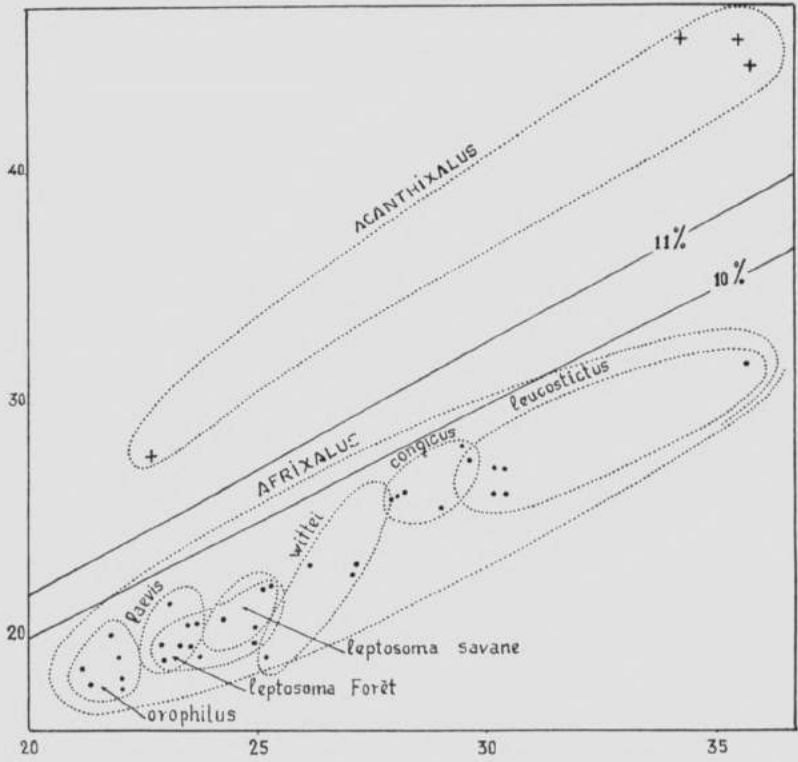 40
30
20
20
25
30
35
ACANTHIXALUS
11%
10%
AFRIXALUS
leucostictus
congicus
wittei
laevis
leptosoma savane
leptosoma Forêt
orophilus